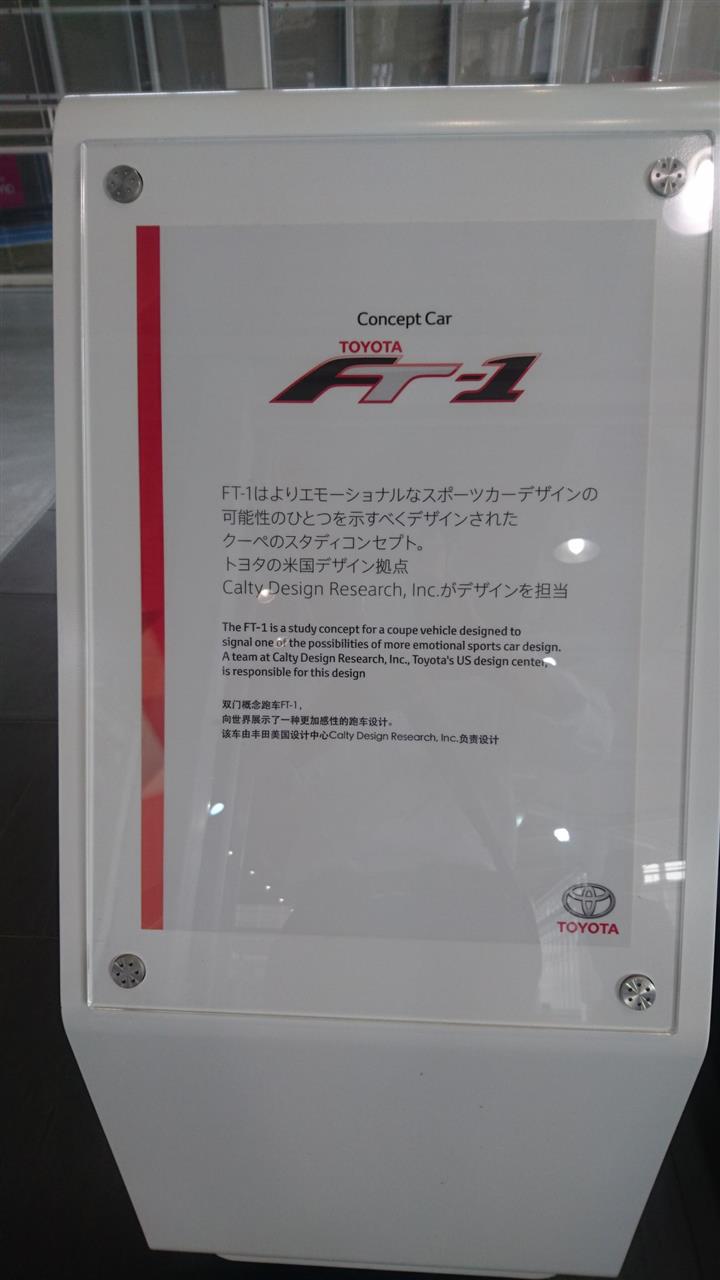 Concept Car
TOYOTA
FT-1
FT-1はよりエモーショナルなスポーツカーデザインの
可能性のひとつを示すべくデザインされた
クーペのスタディコンセプト。
トヨタの米国デザイン拠点
Calty Design Research, Inc.がデザインを担当
The FT-1 is a study concept for a coupe vehicle designed to
signal one of the possibilities of more emotional sports car design.
A team at Calty Design Research, Inc., Toyota's US design center,
is responsible for this design
双门概念跑车FT-1，
向世界展示了一种更加感性的跑车设计。
该车由丰田美国设计中心Calty Design Research, Inc.负责设计
TOYOTA